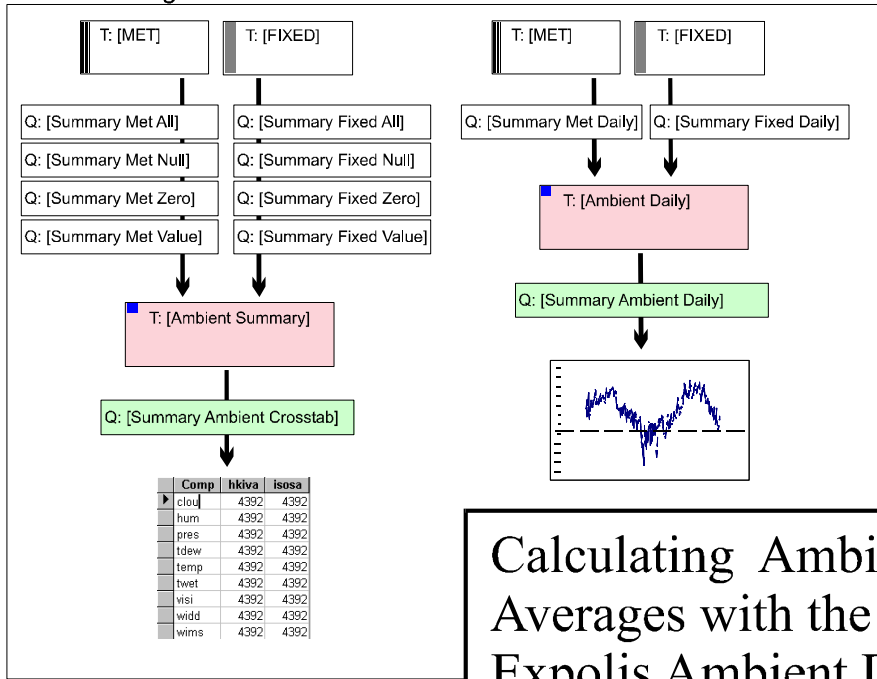 T: [MET]
T: [FIXED]
Q: [Summary Met All]
Q: [Summary Fixed All]
Q: [Summary Met Null]
Q: [Summary Fixed Null]
Q: [Summary Met Zero]
Q: [Summary Fixed Zero]
Q: [Summary Met Value]
Q: [Summary Fixed Value]
T: [Ambient Summary]
Q: [Summary Ambient Crosstab]
Comp hkiva isosa
clou 4392 4392
hum 4392 4392
pres 4392 4392
tdew 4392 4392
temp 4392 4392
twet 4392 4392
visi 4392 4392
widd 4392 4392
wims 4392 4392
T: [MET]
T: [FIXED]
Q: [Summary Met Daily]
Q: [Summary Fixed Daily]
T: [Ambient Daily]
Q: [Summary Ambient Daily]
Calculating Ambi
Averages with the
Expolis Ambient D